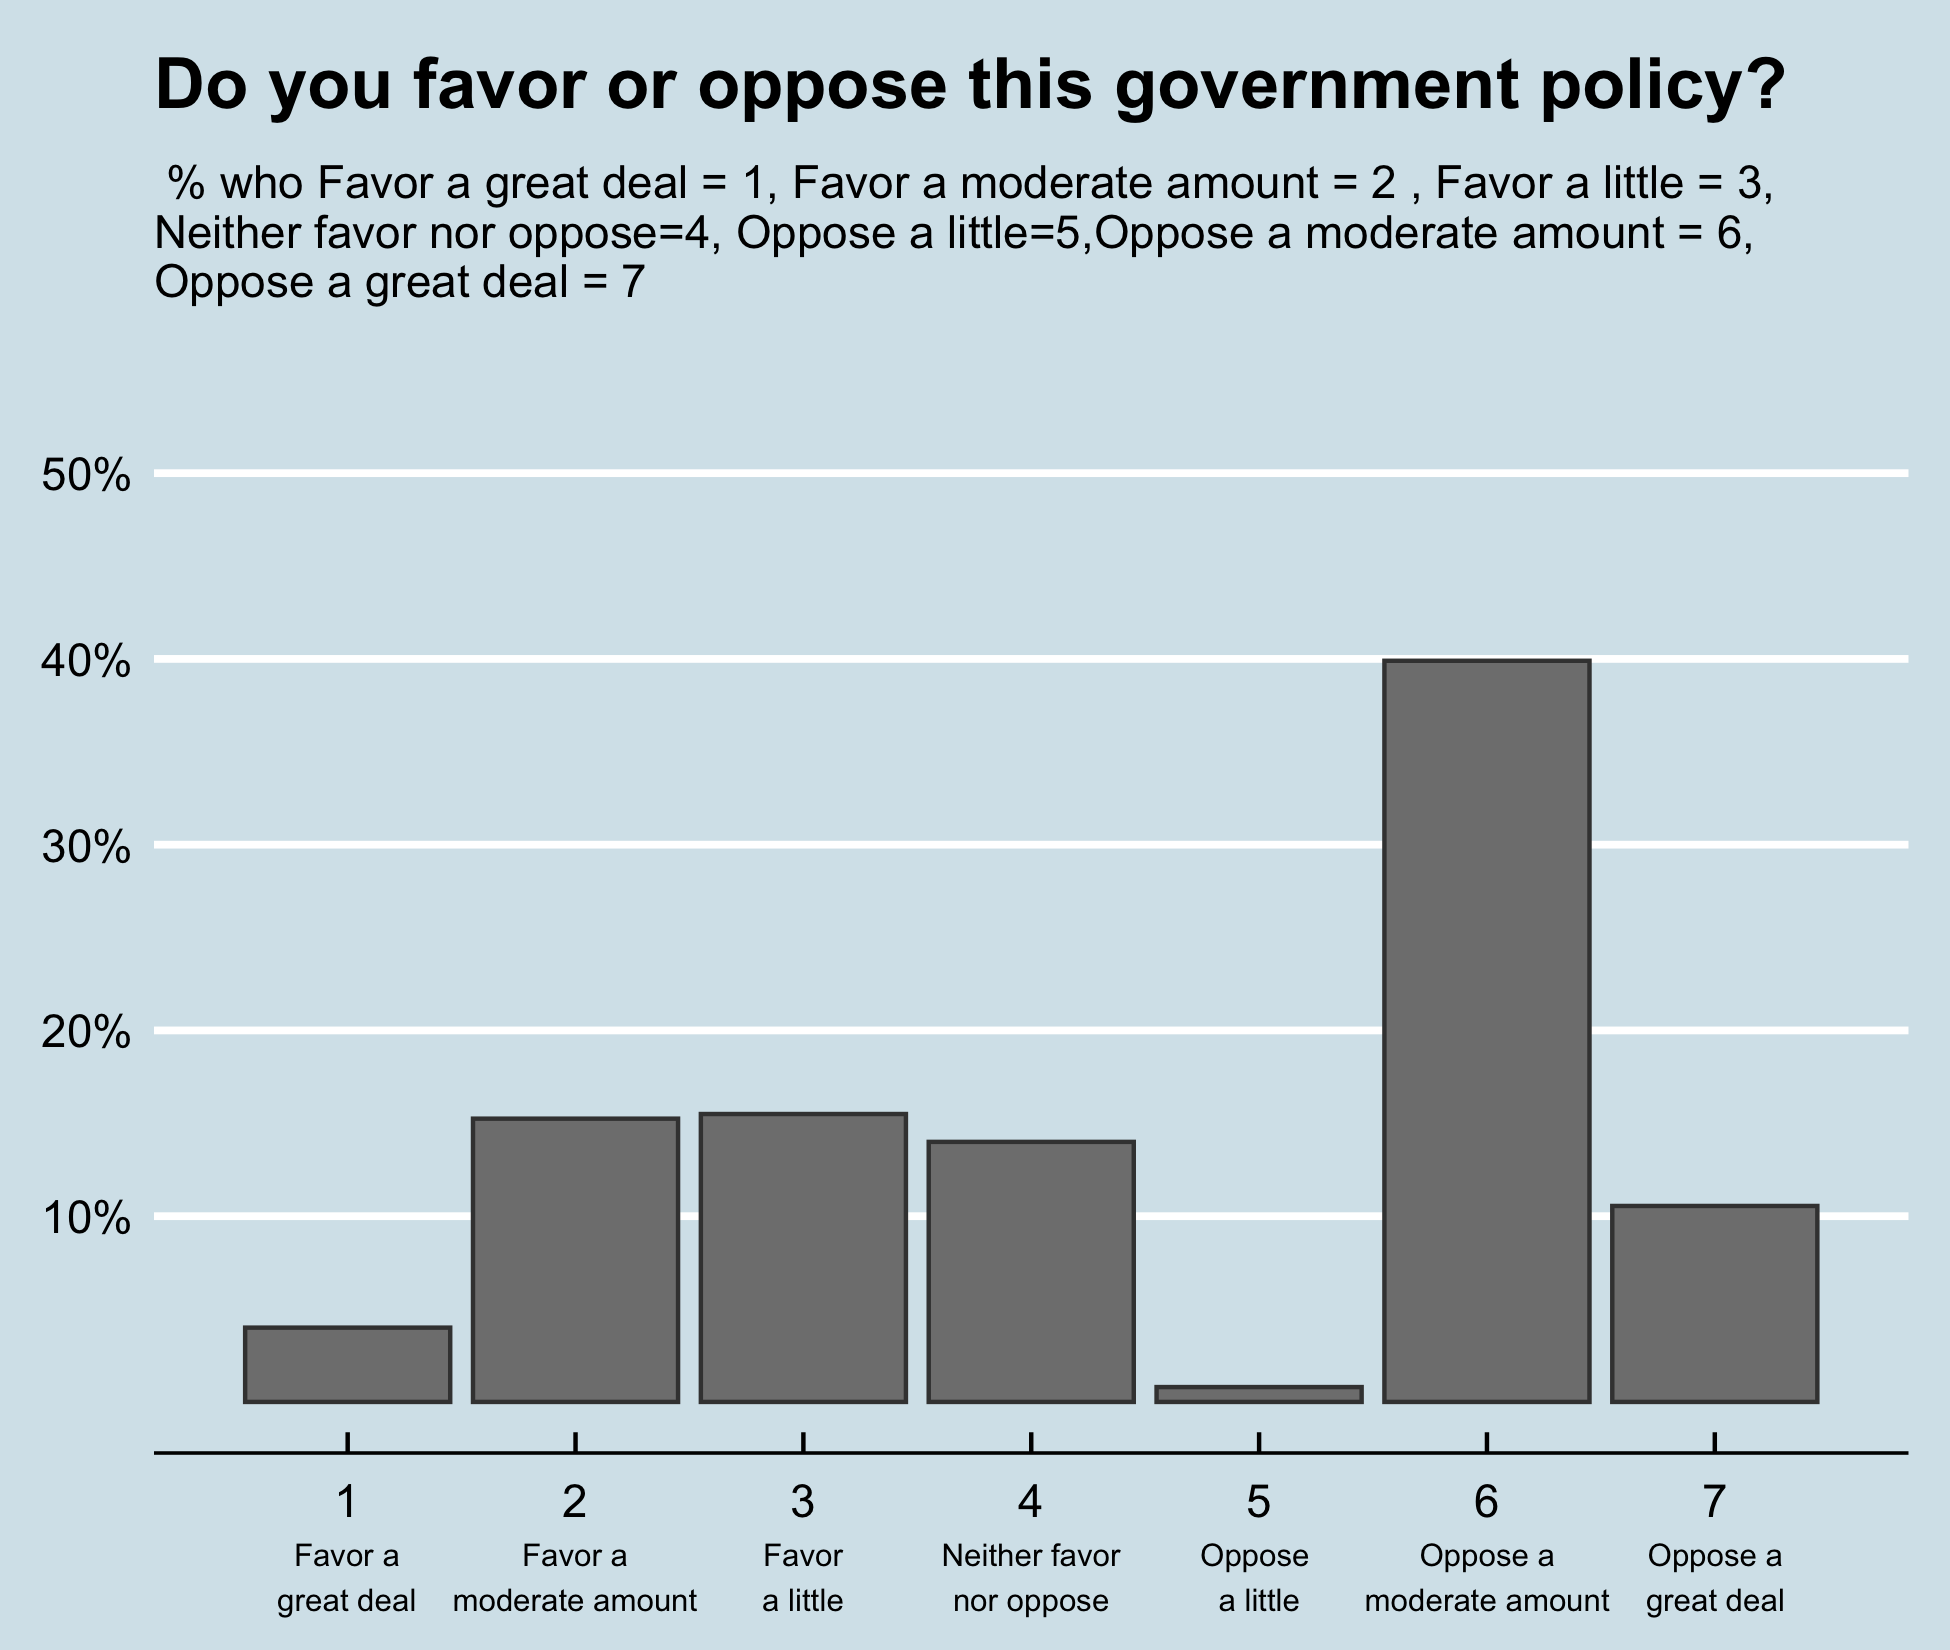 Do you favor or oppose this government policy?
% who Favor a great deal = 1, Favor a moderate amount = 2 , Favor a little = 3,
Neither favor nor oppose=4, Oppose a little=5,Oppose a moderate amount = 6,
Oppose a great deal = 7
50%
40%
30%
20%
10%
1 2 3 4 5 6 7
Favor a Favor a Favor Neither favor Oppose Oppose a Oppose a
great deal moderate amount a little nor oppose a little moderate amount great deal